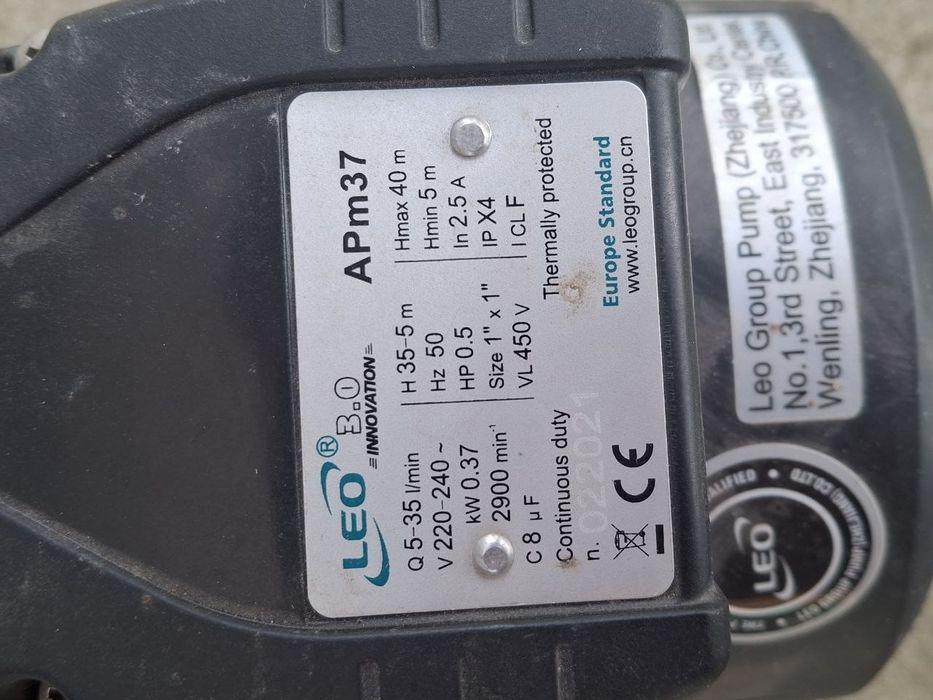 LEO® 3.0 INNOVATION APm37
Q 5-35 l/min H 35-5 m Hmax 40 m
V 220-240 ~ Hz 50 Hmin 5 m
kW 0.37 HP 0.5 In 2.5 A
2900 min⁻¹ Size 1" x 1" IP X4
C 8 µF VL 450 V I CL F
Continuous duty Thermally protected
n. 022021
CE Europe Standard
www.leogroup.cn
Leo Group Pump (Zhejiang) Co., Ltd
No.1,3rd Street, East Industry Center,
Wenling, Zhejiang, 317500 P.R.China
LEO